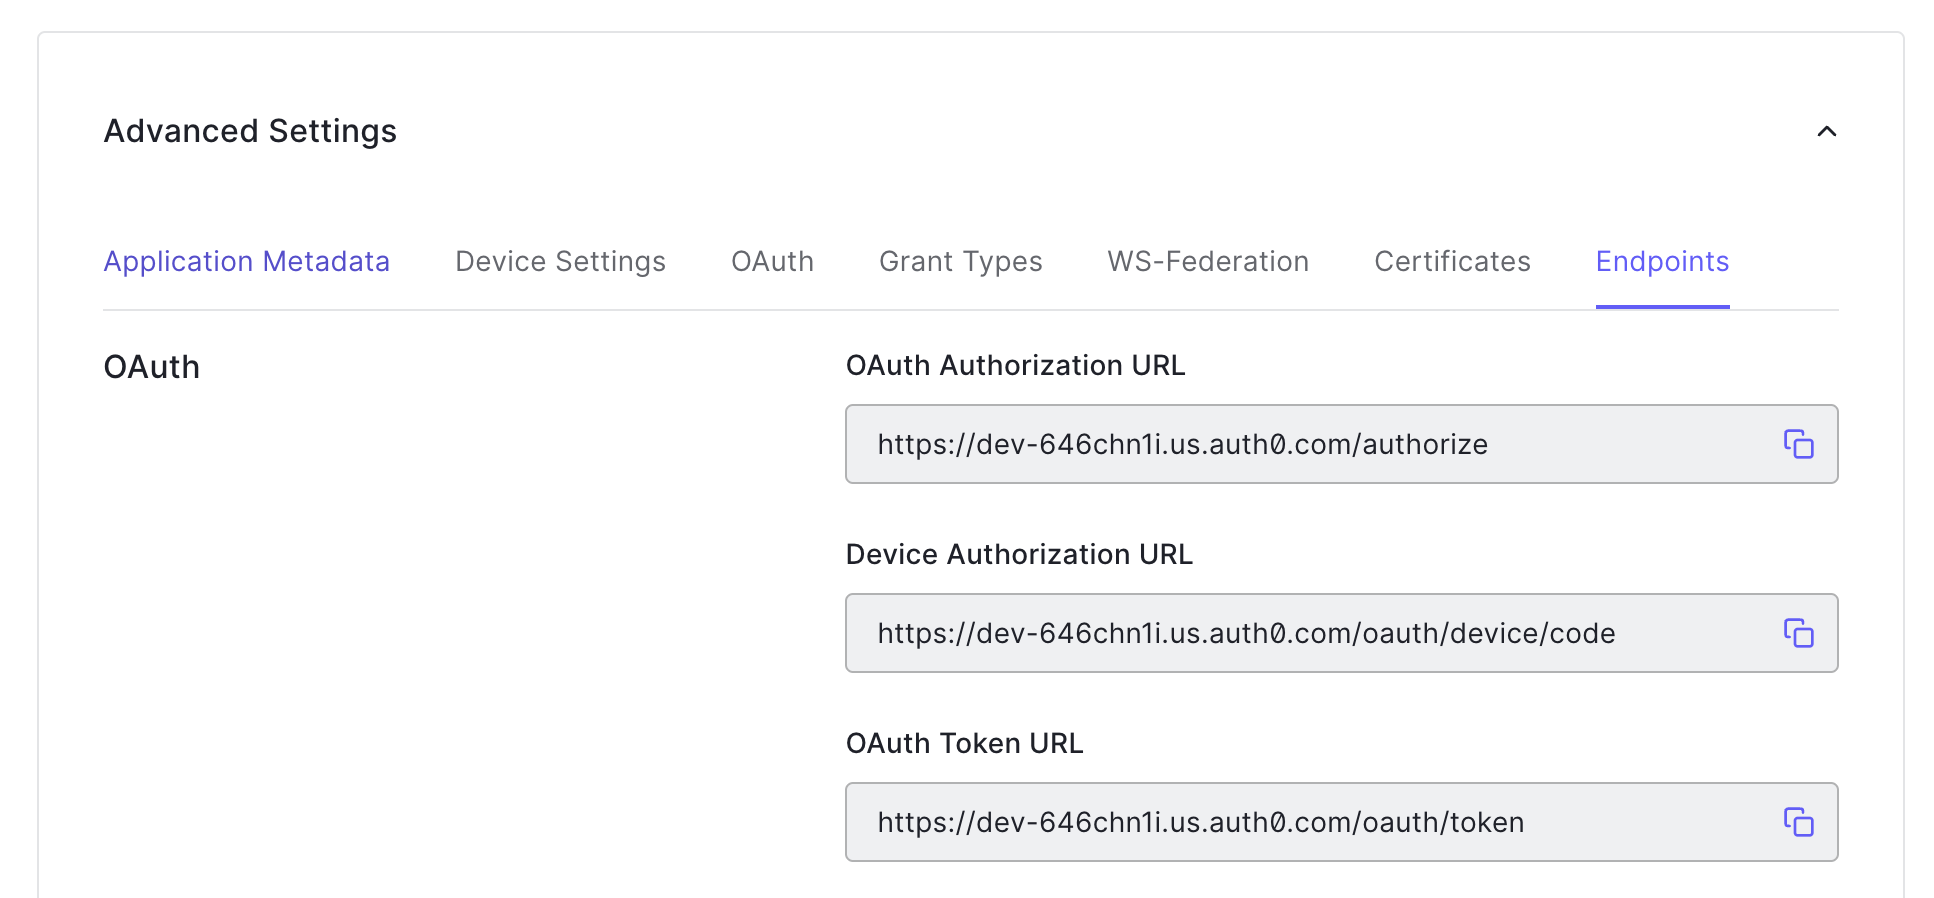 Advanced Settings
Application Metadata Device Settings OAuth Grant Types WS-Federation Certificates Endpoints
OAuth
OAuth Authorization URL
https://dev-646chn1i.us.auth0.com/authorize
Device Authorization URL
https://dev-646chn1i.us.auth0.com/oauth/device/code
OAuth Token URL
https://dev-646chn1i.us.auth0.com/oauth/token